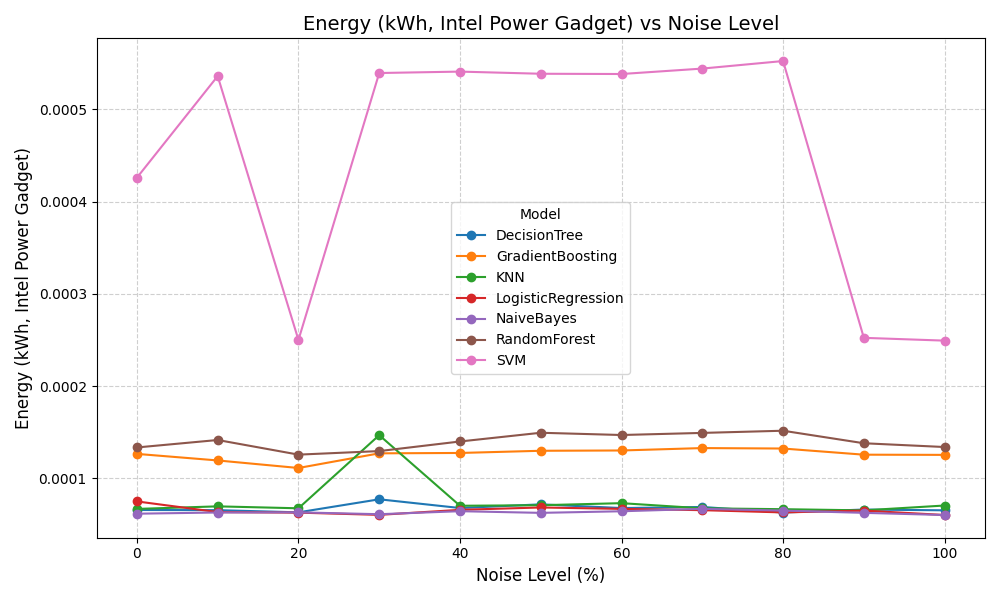 Energy (kWh, Intel Power Gadget) vs Noise Level
Energy (kWh, Intel Power Gadget)
0.0005
0.0004
0.0003
0.0002
0.0001
Model
DecisionTree
GradientBoosting
KNN
LogisticRegression
NaiveBayes
RandomForest
SVM
0 20 40 60 80 100
Noise Level (%)